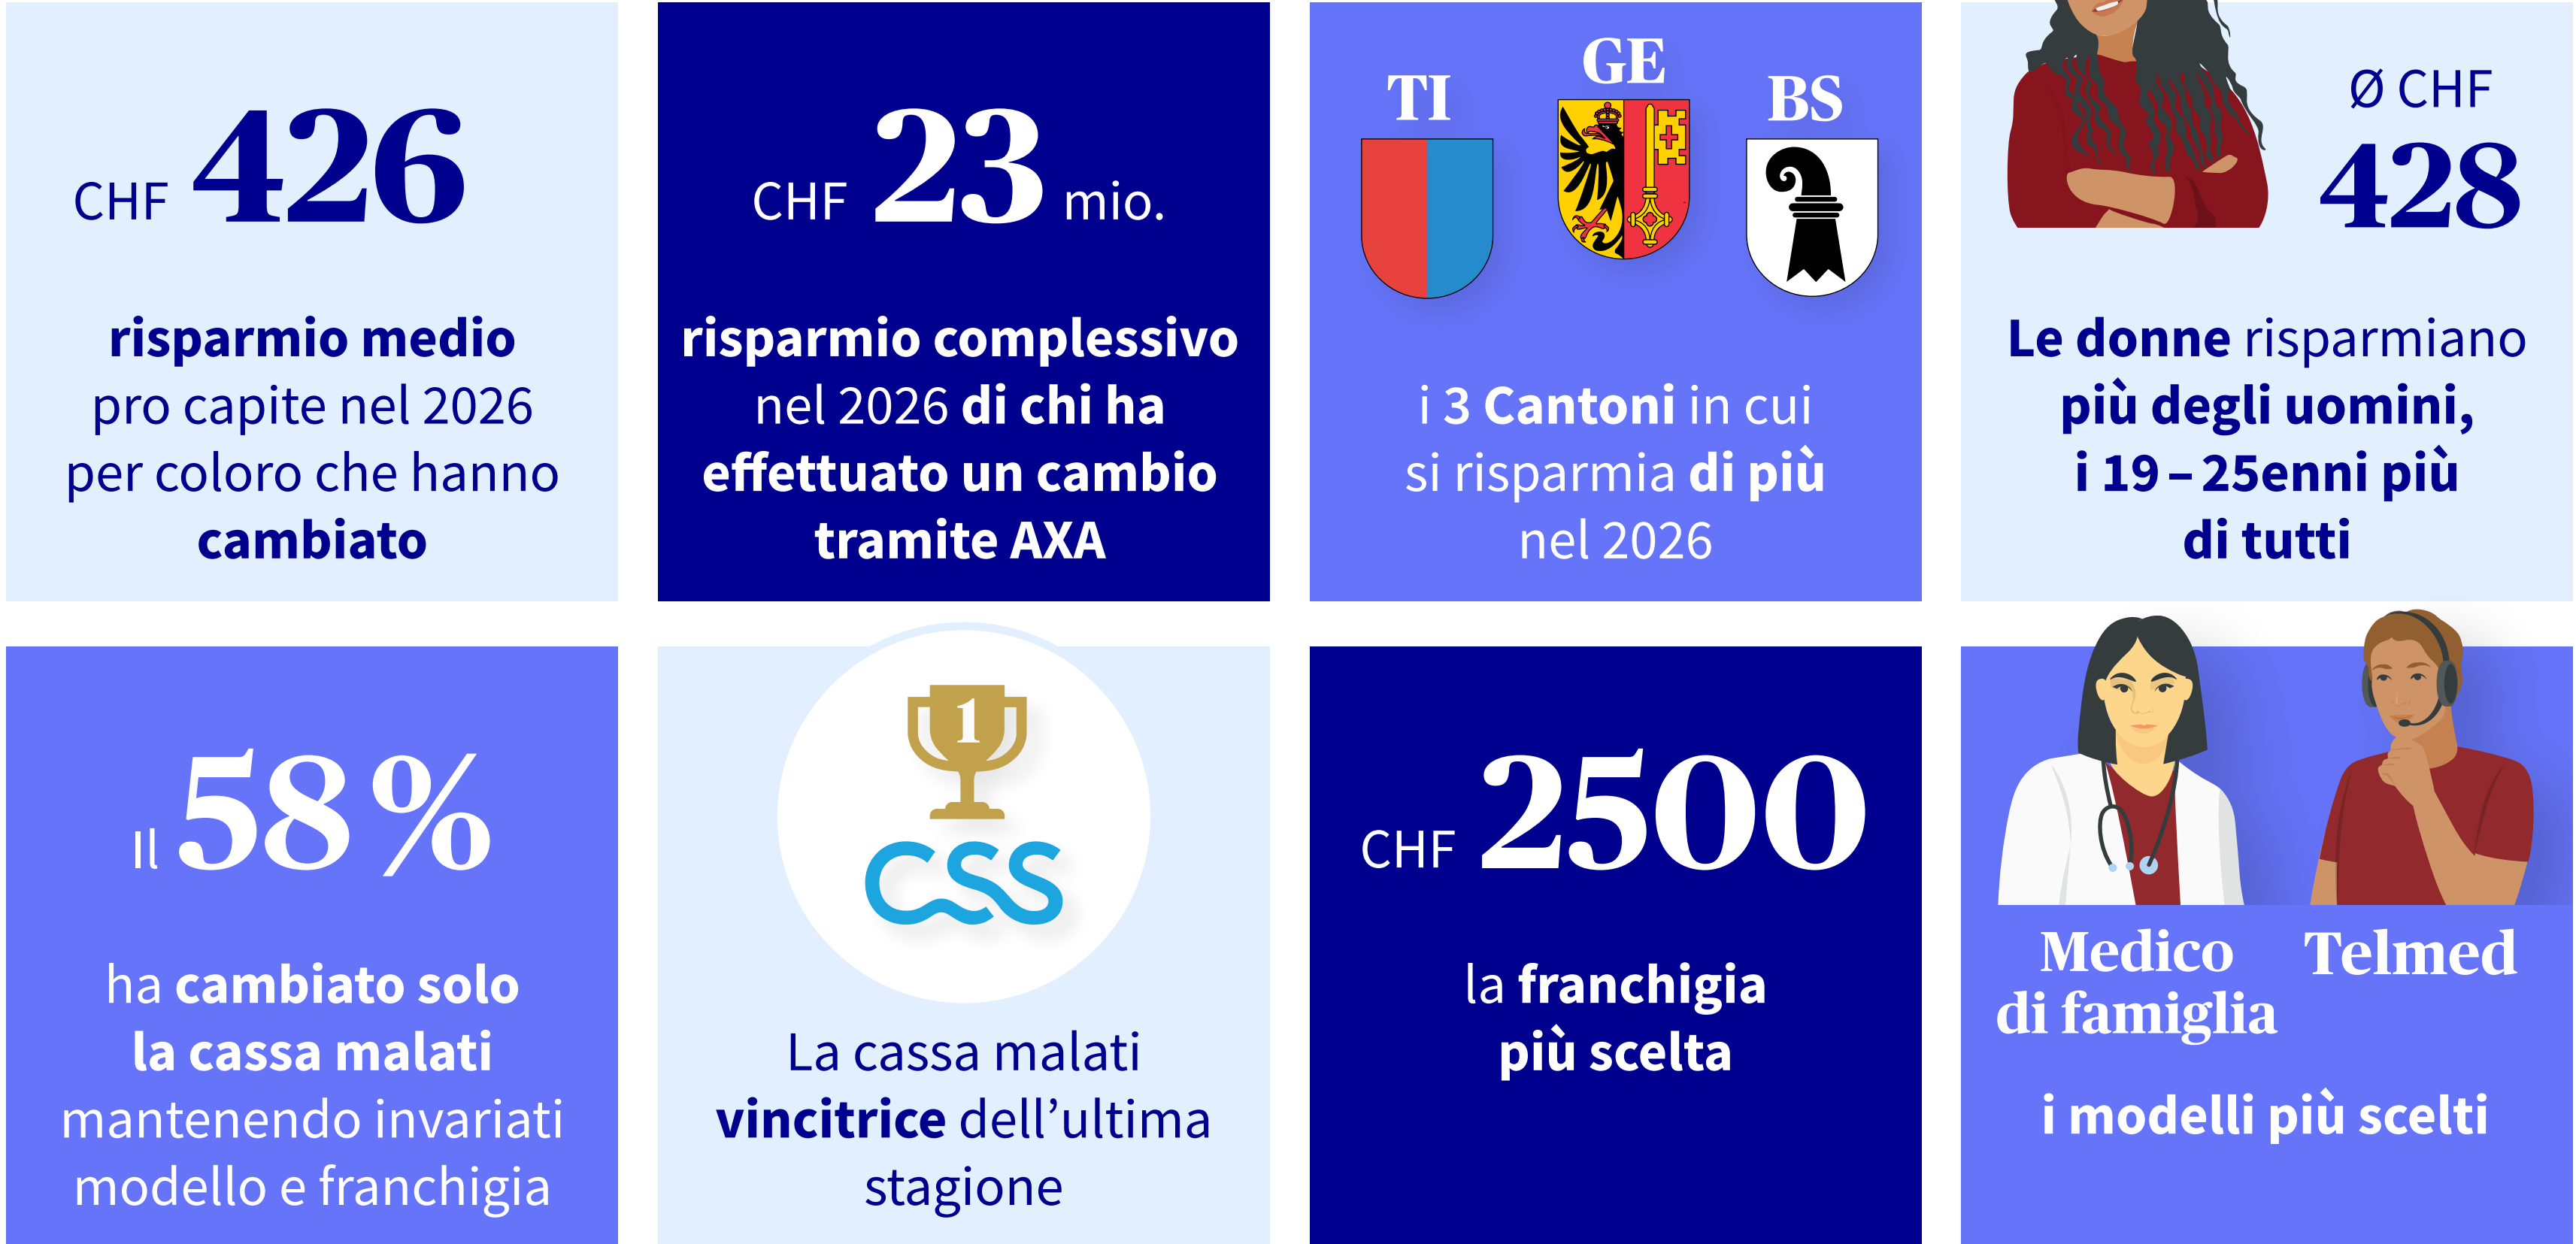 CHF 426
risparmio medio
pro capite nel 2026
per coloro che hanno
cambiato
CHF 23 mio.
risparmio complessivo
nel 2026 di chi ha
effettuato un cambio
tramite AXA
TI
GE
BS
i 3 Cantoni in cui
si risparmia di più
nel 2026
Ø CHF
428
Le donne risparmiano
più degli uomini,
i 19 – 25enni più
di tutti
Il 58 %
ha cambiato solo
la cassa malati
mantenendo invariati
modello e franchigia
1
CSS
La cassa malati
vincitrice dell’ultima
stagione
CHF 2500
la franchigia
più scelta
Medico
di famiglia
Telmed
i modelli più scelti